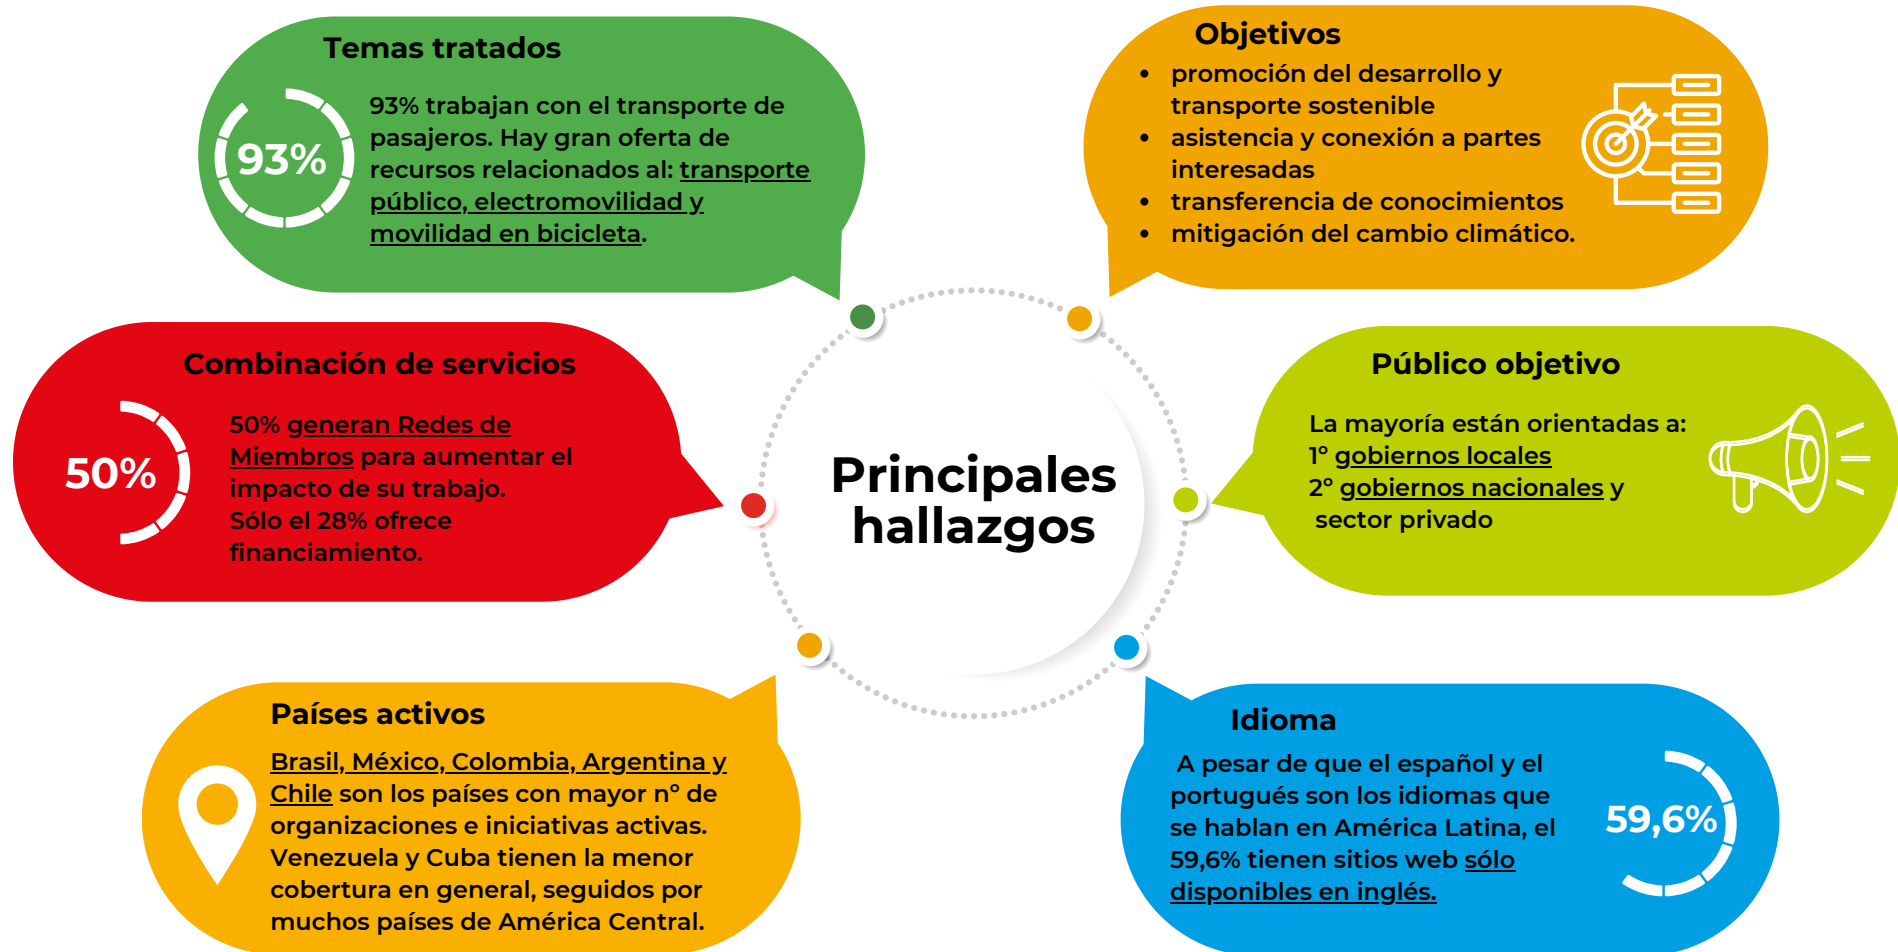 Temas tratados
93%
93% trabajan con el transporte de
pasajeros. Hay gran oferta de
recursos relacionados al: transporte
público, electromovilidad y
movilidad en bicicleta.
Objetivos
• promoción del desarrollo y
transporte sostenible
• asistencia y conexión a partes
interesadas
• transferencia de conocimientos
• mitigación del cambio climático.
Combinación de servicios
50%
50% generan Redes de
Miembros para aumentar el
impacto de su trabajo.
Sólo el 28% ofrece
financiamiento.
Principales
hallazgos
Público objetivo
La mayoría están orientadas a:
1º gobiernos locales
2º gobiernos nacionales y
sector privado
Países activos
Brasil, México, Colombia, Argentina y
Chile son los países con mayor nº de
organizaciones e iniciativas activas.
Venezuela y Cuba tienen la menor
cobertura en general, seguidos por
muchos países de América Central.
Idioma
A pesar de que el español y el
portugués son los idiomas que
se hablan en América Latina, el
59,6% tienen sitios web sólo
disponibles en inglés.
59,6%